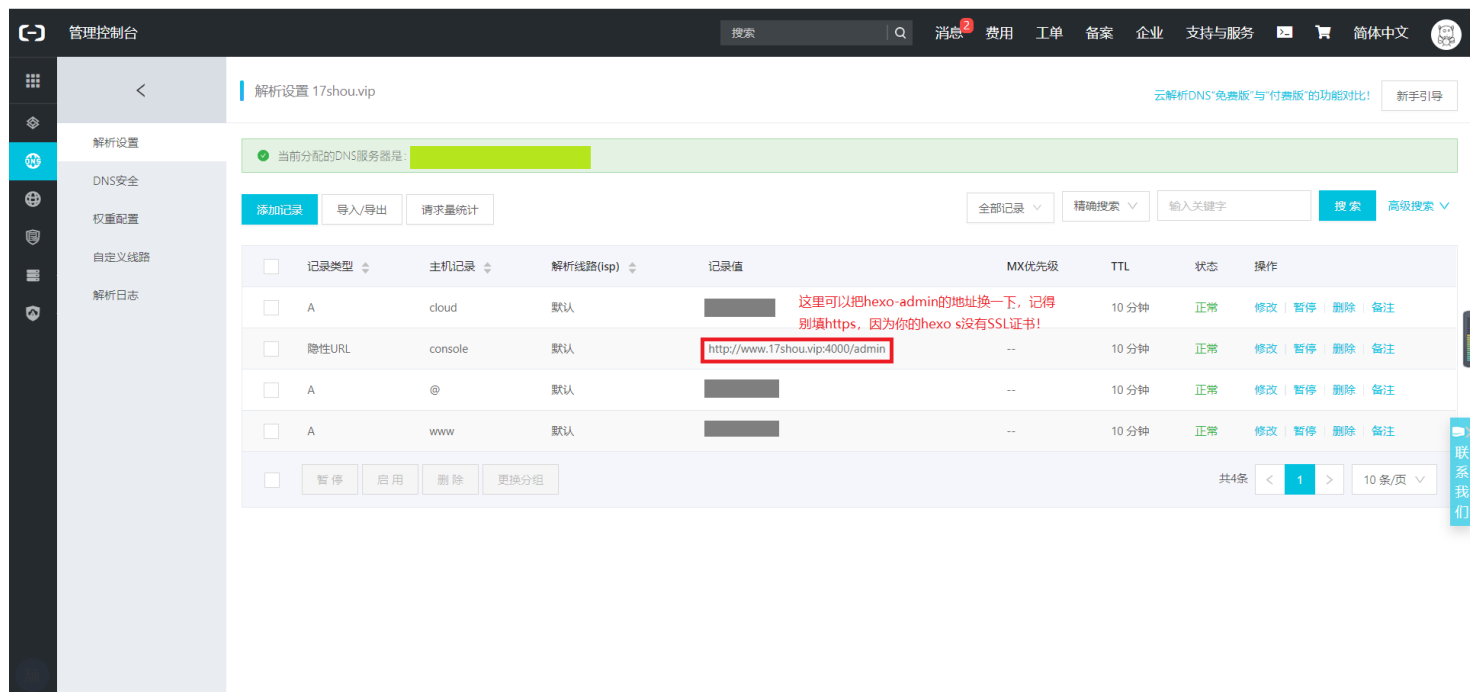 管理控制台
搜索
消息 2 费用 工单 备案 企业 支持与服务 简体中文
解析设置 17shou.vip
云解析DNS“免费版”与“付费版”的功能对比!
新手引导
解析设置
DNS安全
权重配置
自定义线路
解析日志
DNS
当前分配的DNS服务器是:
添加记录 导入/导出 请求量统计 全部记录 精确搜索 输入关键字 搜 索 高级搜索
记录类型 主机记录 解析线路(isp) 记录值 MX优先级 TTL 状态 操作
这里可以把hexo-admin的地址换一下，记得
别填https，因为你的hexo s没有SSL证书！
A cloud 默认 10 分钟 正常 修改 暂停 删除 备注
隐性URL console 默认 http://www.17shou.vip:4000/admin -- 10 分钟 正常 修改 暂停 删除 备注
A @ 默认 -- 10 分钟 正常 修改 暂停 删除 备注
A www 默认 -- 10 分钟 正常 修改 暂停 删除 备注
暂 停 启 用 删 除 更换分组 共4条 < 1 > 10 条/页
联系我们